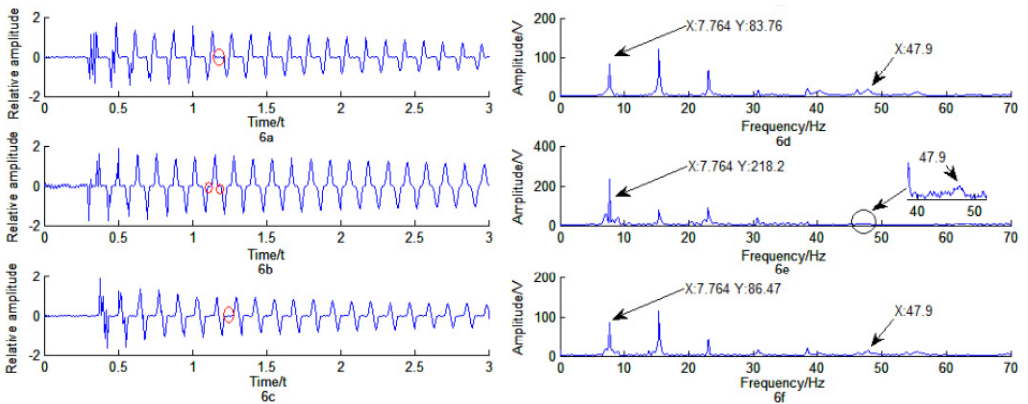 2
0
-2
Relative amplitude
0 0.5 1 1.5 2 2.5 3
Time/t
6a
200
100
0
Amplitude/V
X:7.764 Y:83.76
X:47.9
0 10 20 30 40 50 60 70
Frequency/Hz
6d
2
0
-2
Relative amplitude
0 0.5 1 1.5 2 2.5 3
Time/t
6b
400
200
0
Amplitude/V
X:7.764 Y:218.2
47.9
40 50
0 10 20 30 40 50 60 70
Frequency/Hz
6e
2
0
-2
Relative amplitude
0 0.5 1 1.5 2 2.5 3
Time/t
6c
200
100
0
Amplitude/V
X:7.764 Y:86.47
X:47.9
0 10 20 30 40 50 60 70
Frequency/Hz
6f